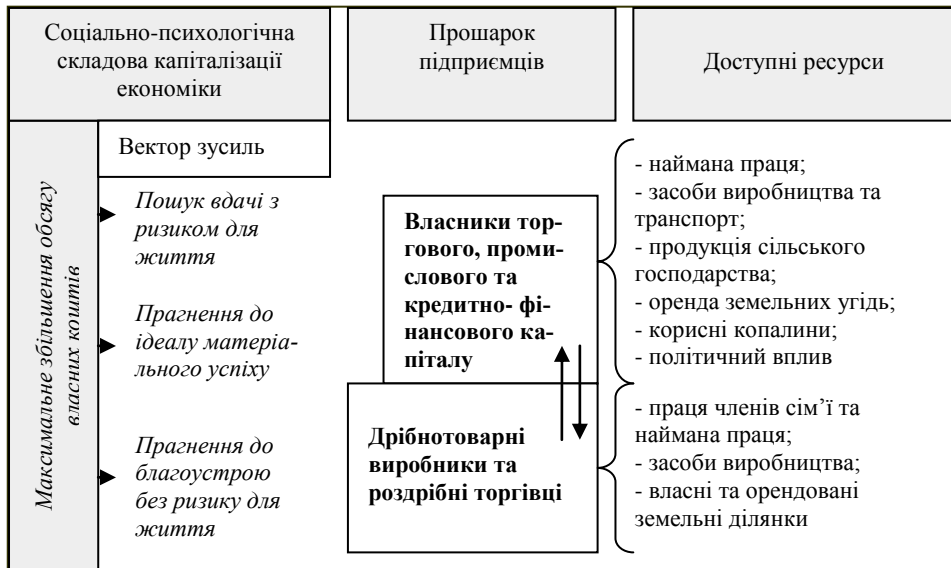 Соціально-психологічна
складова капіталізації
економіки
Прошарок
підприємців
Доступні ресурси
Максимальне збільшення обсягу
власних коштів
Вектор зусиль
Пошук вдачі з
ризиком для
життя
Прагнення до
ідеалу матеріа-
льного успіху
Прагнення до
благоустрою
без ризику для
життя
Власники тор-
гового, проми-
слового та
кредитно- фі-
нансового ка-
піталу
Дрібнотоварні
виробники та
роздрібні торгівці
- наймана праця;
- засоби виробництва та
транспорт;
- продукція сільського
господарства;
- оренда земельних угідь;
- корисні копалини;
- політичний вплив
- праця членів сім’ї та
наймана праця;
- засоби виробництва;
- власні та орендовані
земельні ділянки